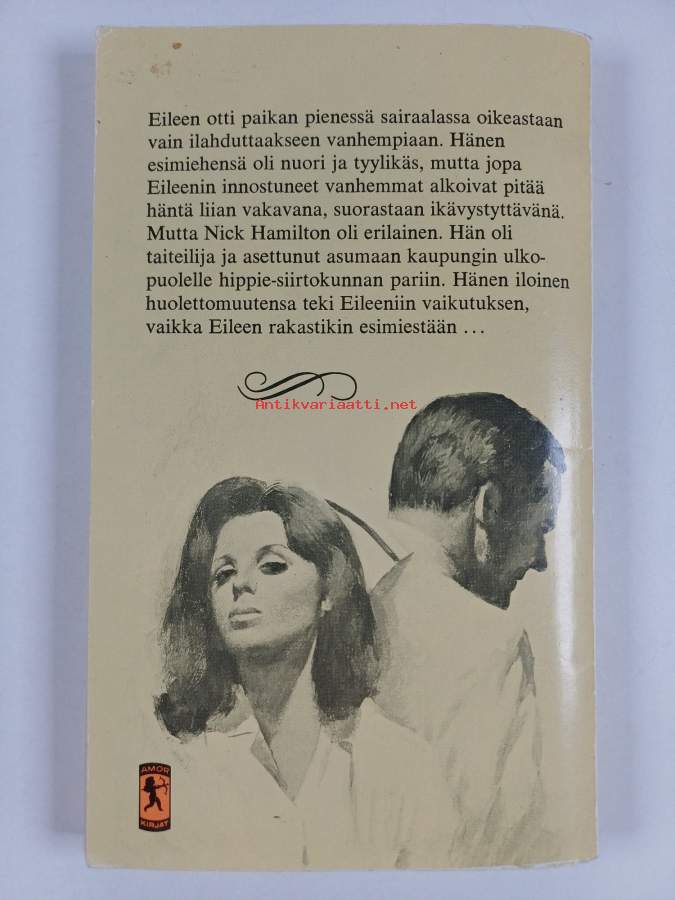 Eileen otti paikan pienessä sairaalassa oikeastaan
vain ilahduttaakseen vanhempiaan. Hänen
esimiehensä oli nuori ja tyylikäs, mutta jopa
Eileenin innostuneet vanhemmat alkoivat pitää
häntä liian vakavana, suorastaan ikävystyttävänä.
Mutta Nick Hamilton oli erilainen. Hän oli
taiteilija ja asettunut asumaan kaupungin ulko-
puolelle hippie-siirtokunnan pariin. Hänen iloinen
huolettomuutensa teki Eileeniin vaikutuksen,
vaikka Eileen rakastikin esimiestään ...
Antikvariaatti.net
AMOR
KIRJAT